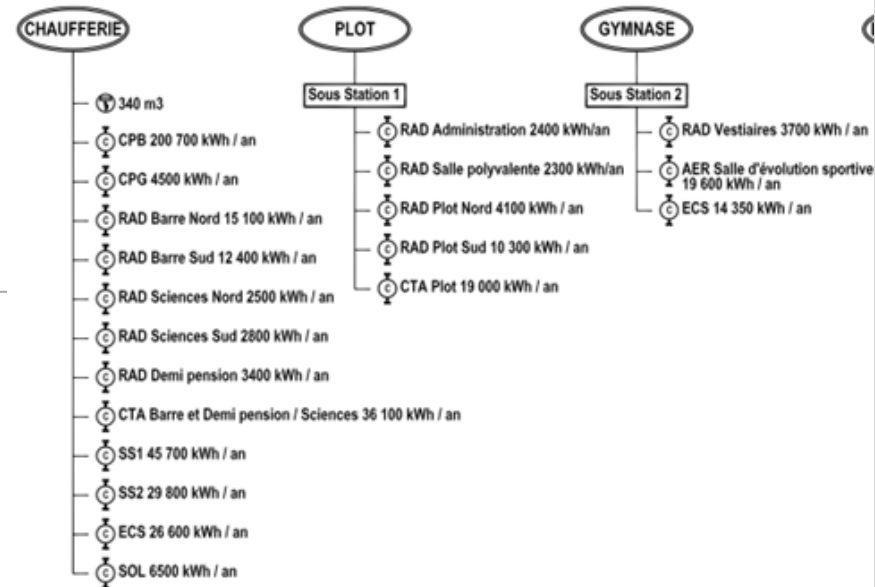 CHAUFFERIE
340 m3
CPB 200 700 kWh / an
CPG 4500 kWh / an
RAD Barre Nord 15 100 kWh / an
RAD Barre Sud 12 400 kWh / an
RAD Sciences Nord 2500 kWh / an
RAD Sciences Sud 2800 kWh / an
RAD Demi pension 3400 kWh / an
CTA Barre et Demi pension / Sciences 36 100 kWh / an
SS1 45 700 kWh / an
SS2 29 800 kWh / an
ECS 26 600 kWh / an
SOL 6500 kWh / an
PLOT
Sous Station 1
RAD Administration 2400 kWh/an
RAD Salle polyvalente 2300 kWh/an
RAD Plot Nord 4100 kWh / an
RAD Plot Sud 10 300 kWh / an
CTA Plot 19 000 kWh / an
GYMNASE
Sous Station 2
RAD Vestiaires 3700 kWh / an
AER Salle d'évolution sportive
19 600 kWh / an
ECS 14 350 kWh / an